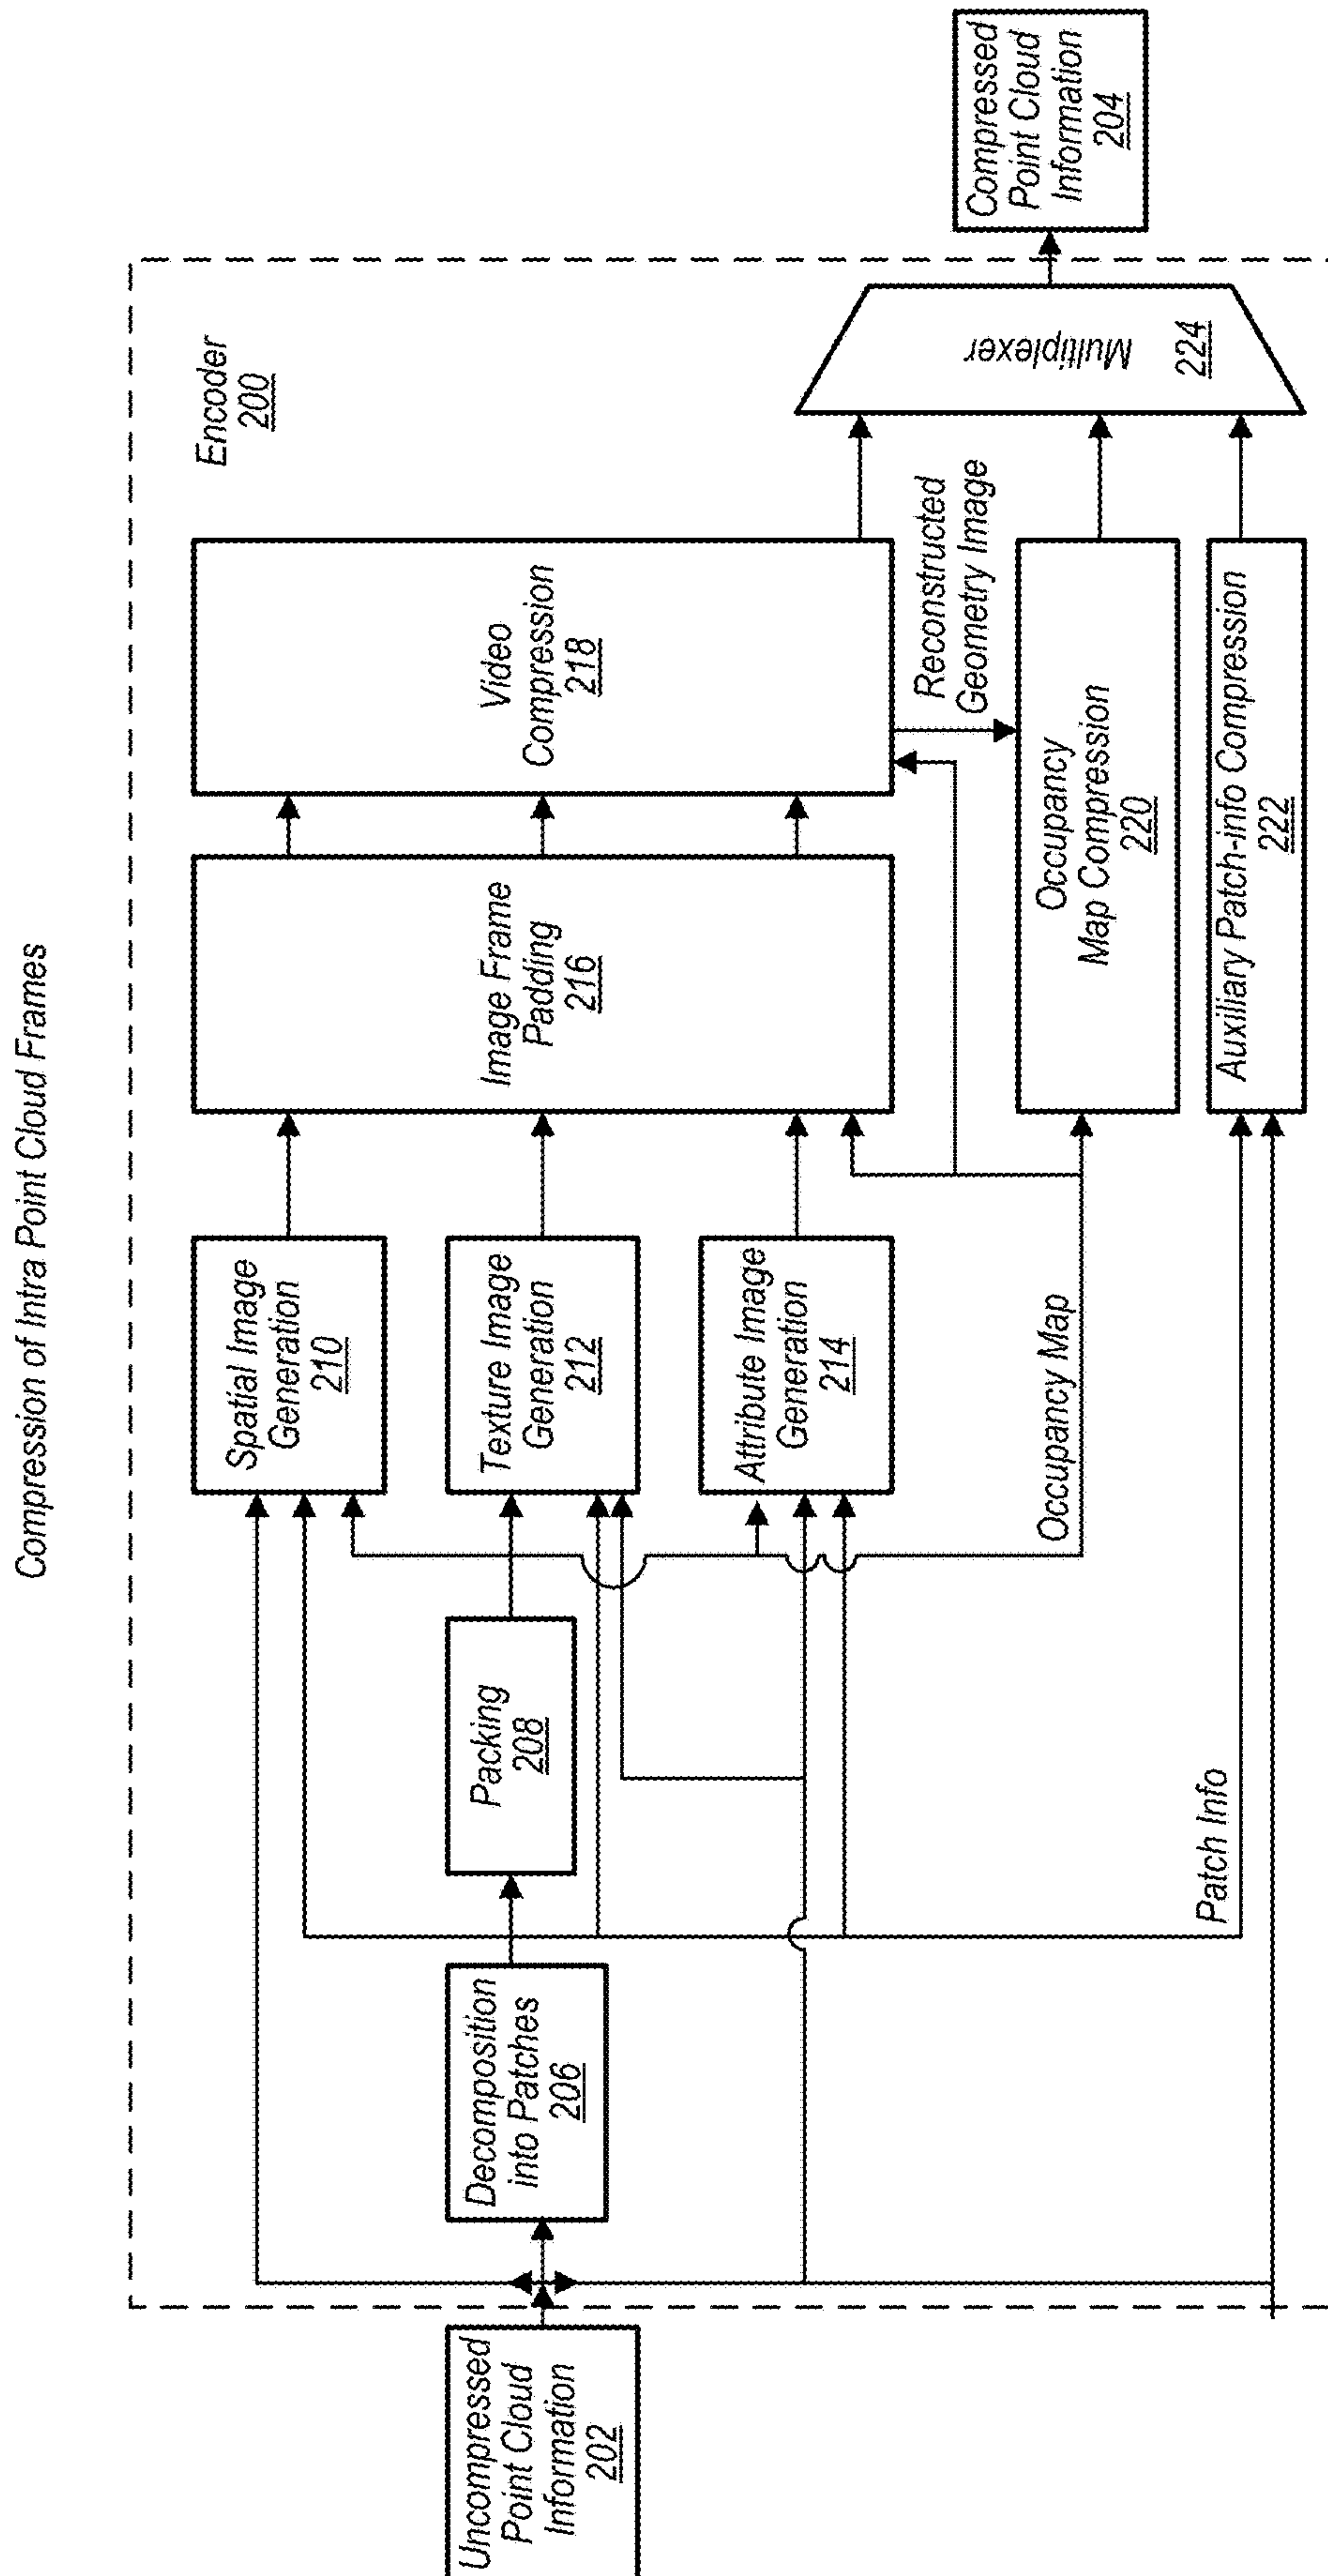 Compression of Intra Point Cloud Frames
Encoder
200
Uncompressed
Point Cloud
Information
202
Decomposition
into Patches
206
Packing
208
Spatial Image
Generation
210
Texture Image
Generation
212
Attribute Image
Generation
214
Image Frame
Padding
216
Video
Compression
218
Reconstructed
Geometry Image
Occupancy Map
Occupancy
Map Compression
220
Patch Info
Auxiliary Patch-info Compression
222
Multiplexer
224
Compressed
Point Cloud
Information
204